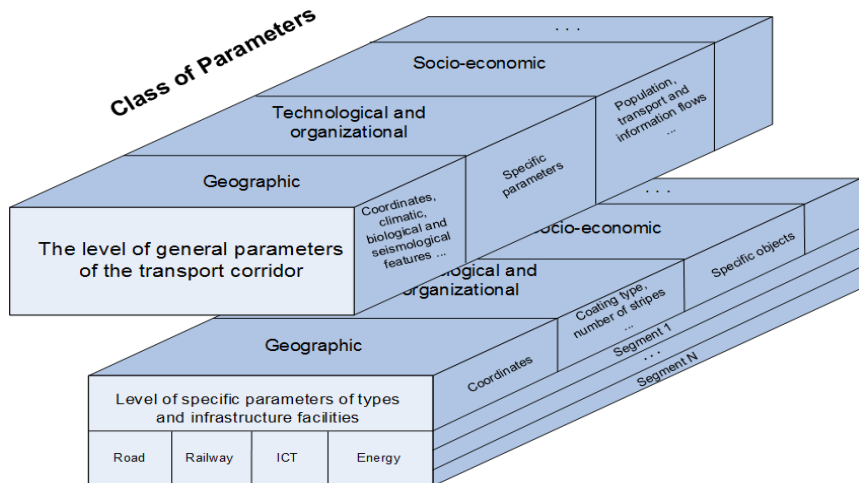 Class of Parameters
. . .
Socio-economic
Technological and
organizational
Geographic
Population,
transport and
information flows
...
Specific
parameters
Coordinates,
climatic,
biological and
seismological
features ...
The level of general parameters
of the transport corridor
. . .
ocio-economic
ological and
organizational
Geographic
Specific objects
Coating type,
number of stripes
...
Coordinates
Segment 1
. . .
Segment N
Level of specific parameters of types
and infrastructure facilities
Road
Railway
ICT
Energy